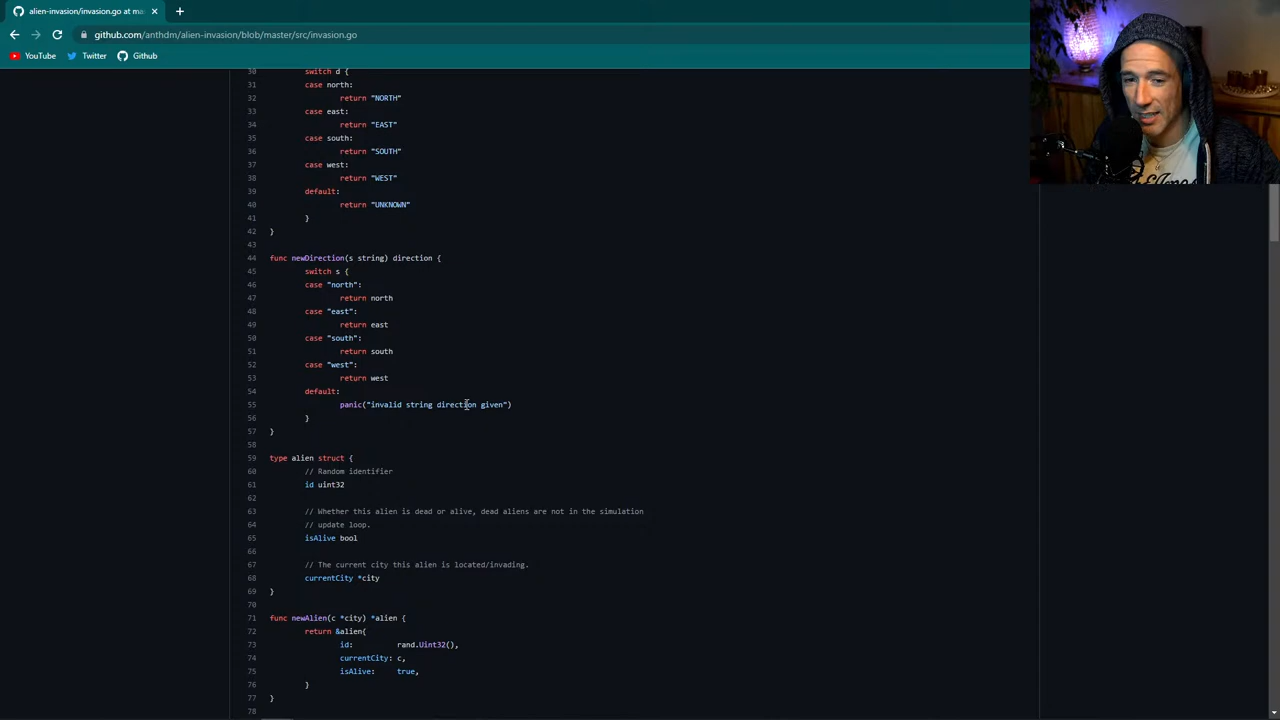 alien-invasion/invasion.go at ma
github.com/anthdm/alien-invasion/blob/master/src/invasion.go
YouTube Twitter Github
30 switch d {
31 case north:
32 return "NORTH"
33 case east:
34 return "EAST"
35 case south:
36 return "SOUTH"
37 case west:
38 return "WEST"
39 default:
40 return "UNKNOWN"
41 }
42 }
43
44 func newDirection(s string) direction {
45 switch s {
46 case "north":
47 return north
48 case "east":
49 return east
50 case "south":
51 return south
52 case "west":
53 return west
54 default:
55 panic("invalid string direction given")
56 }
57 }
58
59 type alien struct {
60 // Random identifier
61 id uint32
62
63 // Whether this alien is dead or alive, dead aliens are not in the simulation
64 // update loop.
65 isAlive bool
66
67 // The current city this alien is located/invading.
68 currentCity *city
69 }
70
71 func newAlien(c *city) *alien {
72 return &alien{
73 id: rand.Uint32(),
74 currentCity: c,
75 isAlive: true,
76 }
77 }
78